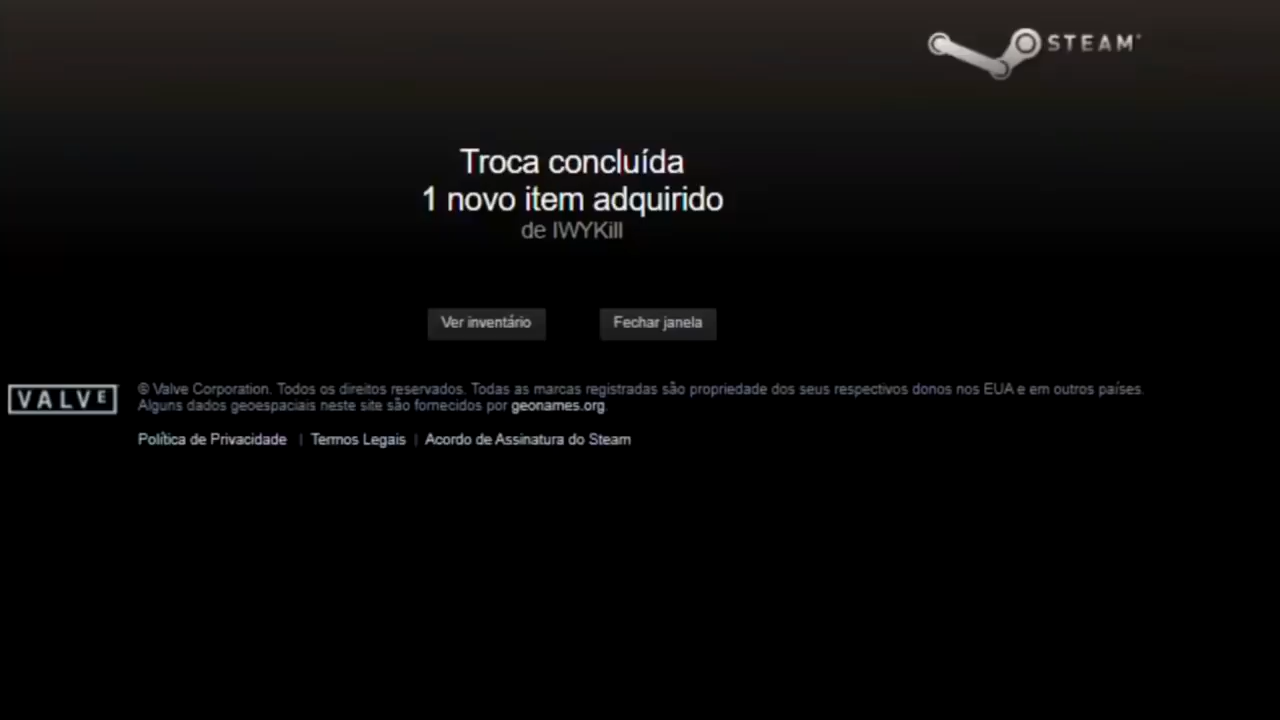 STEAM
Troca concluída
1 novo item adquirido
de IWYKill
Ver inventário
Fechar janela
VALVE
© Valve Corporation. Todos os direitos reservados. Todas as marcas registradas são propriedade dos seus respectivos donos nos EUA e em outros países.
Alguns dados geoespaciais neste site são fornecidos por geonames.org.
Política de Privacidade | Termos Legais | Acordo de Assinatura do Steam